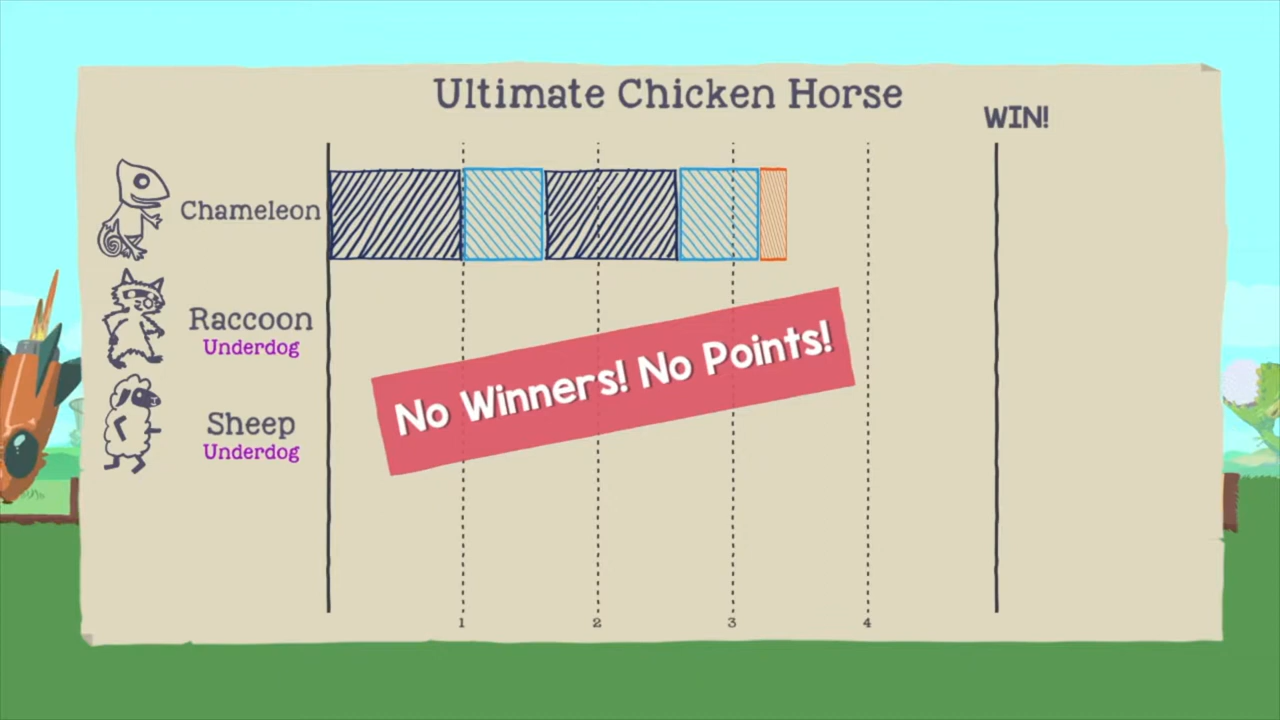 Ultimate Chicken Horse
WIN!
Chameleon
Raccoon
Underdog
No Winners! No Points!
Sheep
Underdog
1 2 3 4